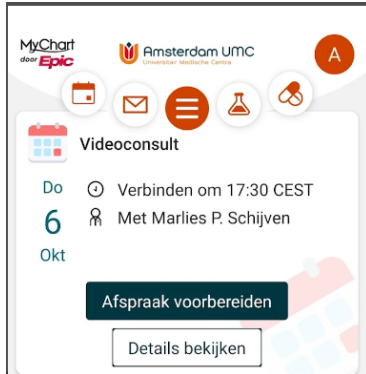 MyChart
door Epic
Amsterdam UMC
Universitair Medische Centra
A
Videoconsult
Do
6
Okt
Verbinden om 17:30 CEST
Met Marlies P. Schijven
Afspraak voorbereiden
Details bekijken